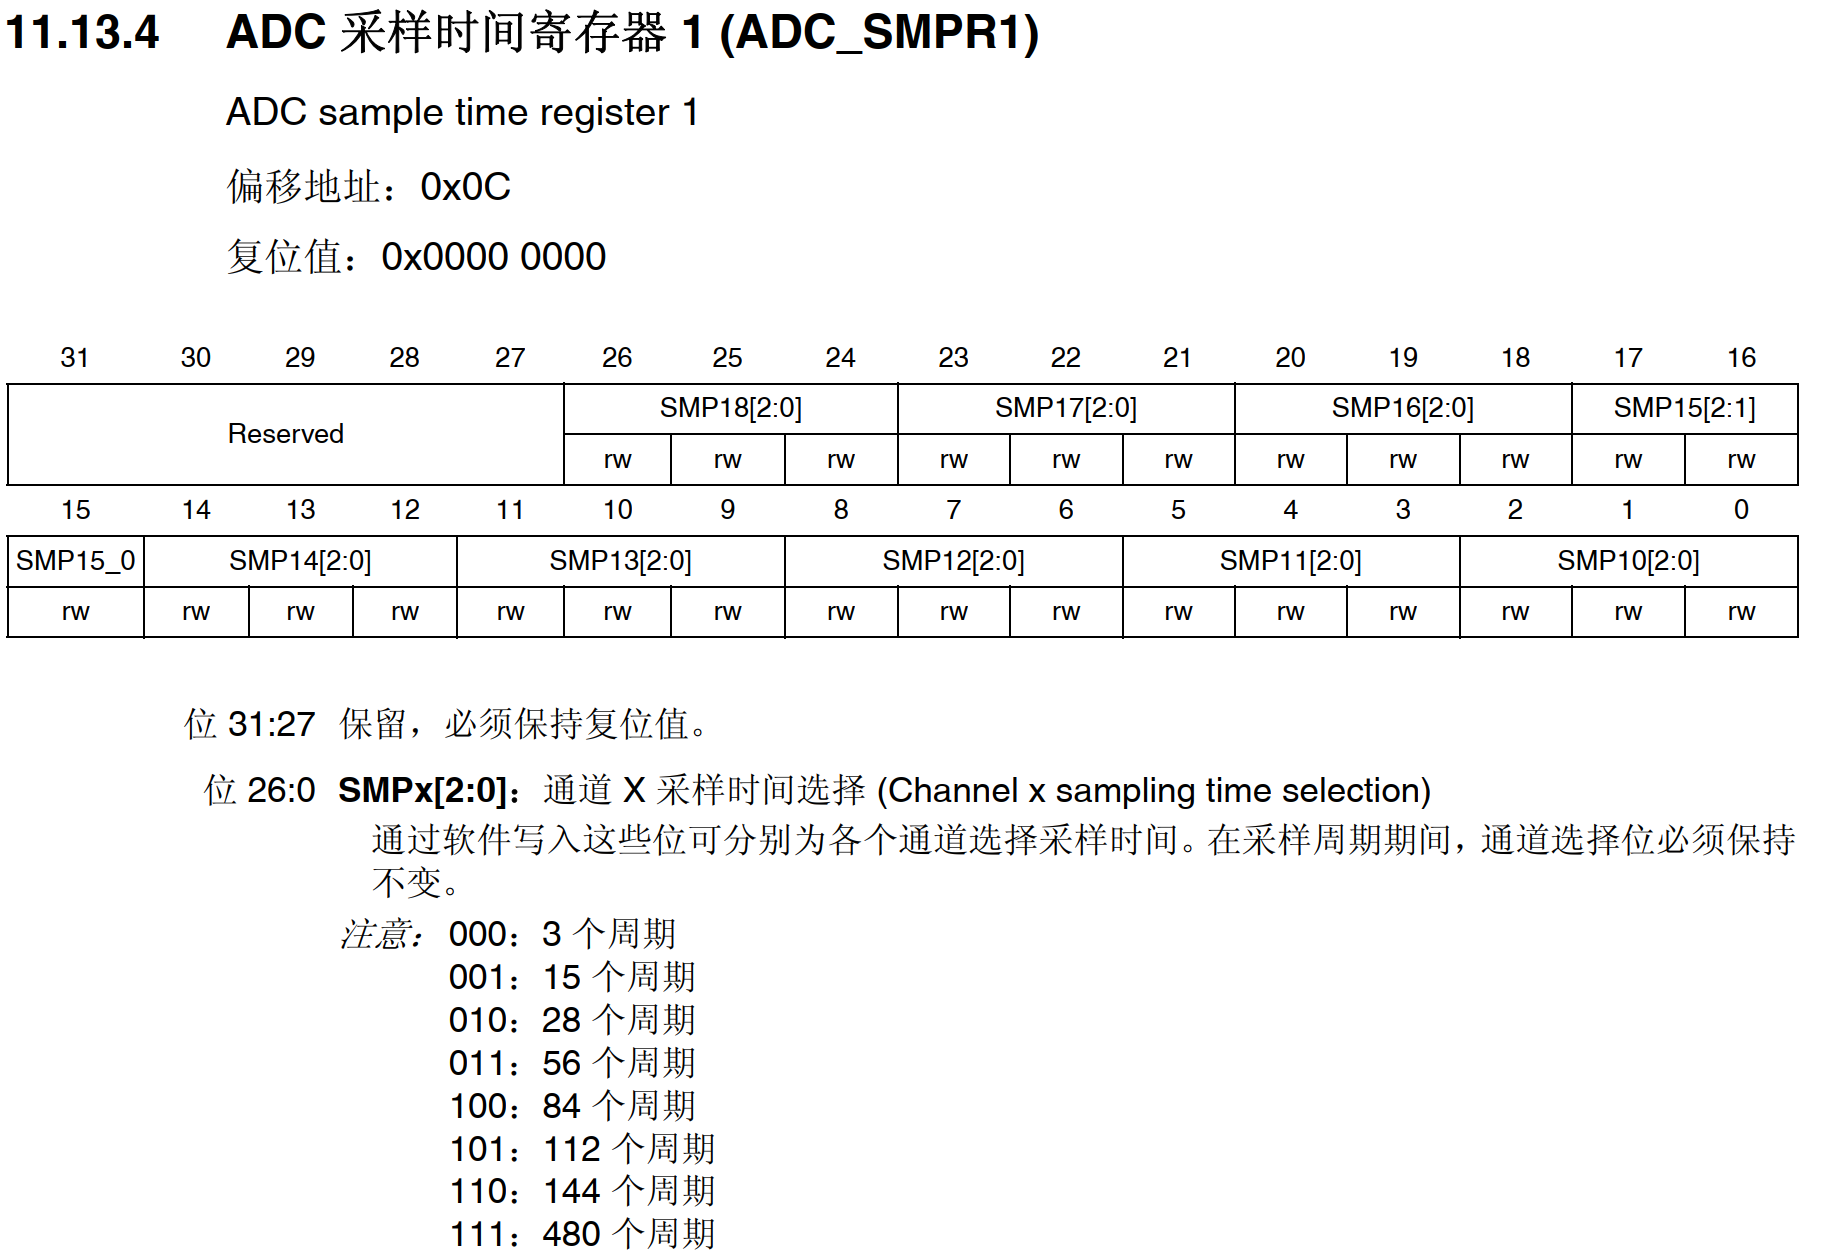 11.13.4 ADC 采样时间寄存器 1 (ADC_SMPR1)
ADC sample time register 1
偏移地址：0x0C
复位值：0x0000 0000
31 30 29 28 27 26 25 24 23 22 21 20 19 18 17 16
Reserved SMP18[2:0] SMP17[2:0] SMP16[2:0] SMP15[2:1]
rw rw rw rw rw rw rw rw rw rw rw
15 14 13 12 11 10 9 8 7 6 5 4 3 2 1 0
SMP15_0 SMP14[2:0] SMP13[2:0] SMP12[2:0] SMP11[2:0] SMP10[2:0]
rw rw rw rw rw rw rw rw rw rw rw rw rw rw rw rw
位 31:27 保留，必须保持复位值。
位 26:0 SMPx[2:0]：通道 X 采样时间选择 (Channel x sampling time selection)
通过软件写入这些位可分别为各个通道选择采样时间。在采样周期期间，通道选择位必须保持
不变。
注意：000：3 个周期
001：15 个周期
010：28 个周期
011：56 个周期
100：84 个周期
101：112 个周期
110：144 个周期
111：480 个周期